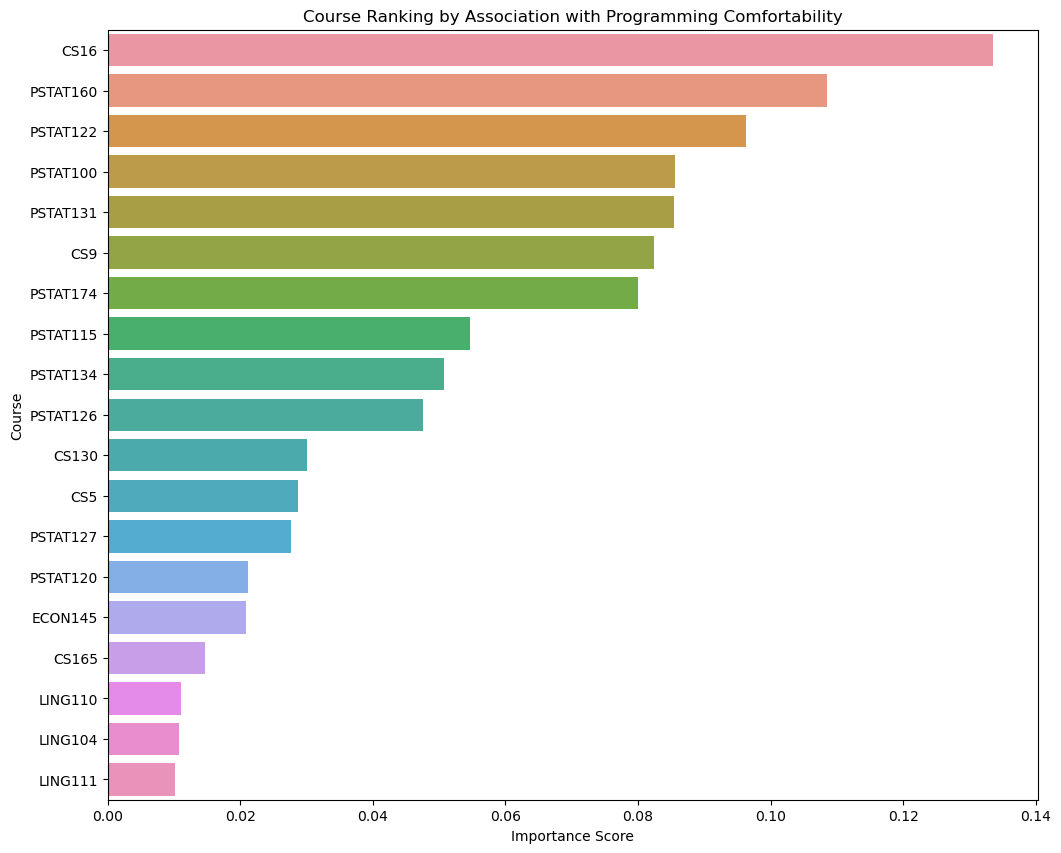 Course Ranking by Association with Programming Comfortability
CS16
PSTAT160
PSTAT122
PSTAT100
PSTAT131
CS9
PSTAT174
PSTAT115
PSTAT134
PSTAT126
CS130
CS5
PSTAT127
PSTAT120
ECON145
CS165
LING110
LING104
LING111
Course
0.00 0.02 0.04 0.06 0.08 0.10 0.12 0.14
Importance Score